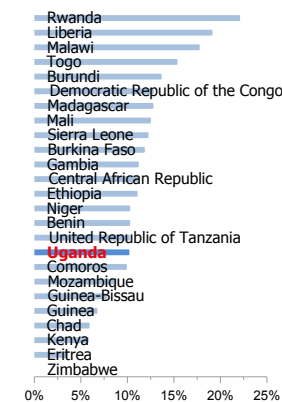 Rwanda
Liberia
Malawi
Togo
Burundi
Democratic Republic of the Congo
Madagascar
Mali
Sierra Leone
Burkina Faso
Gambia
Central African Republic
Ethiopia
Niger
Benin
United Republic of Tanzania
Uganda
Comoros
Mozambique
Guinea-Bissau
Guinea
Chad
Kenya
Eritrea
Zimbabwe
0% 5% 10% 15% 20% 25%